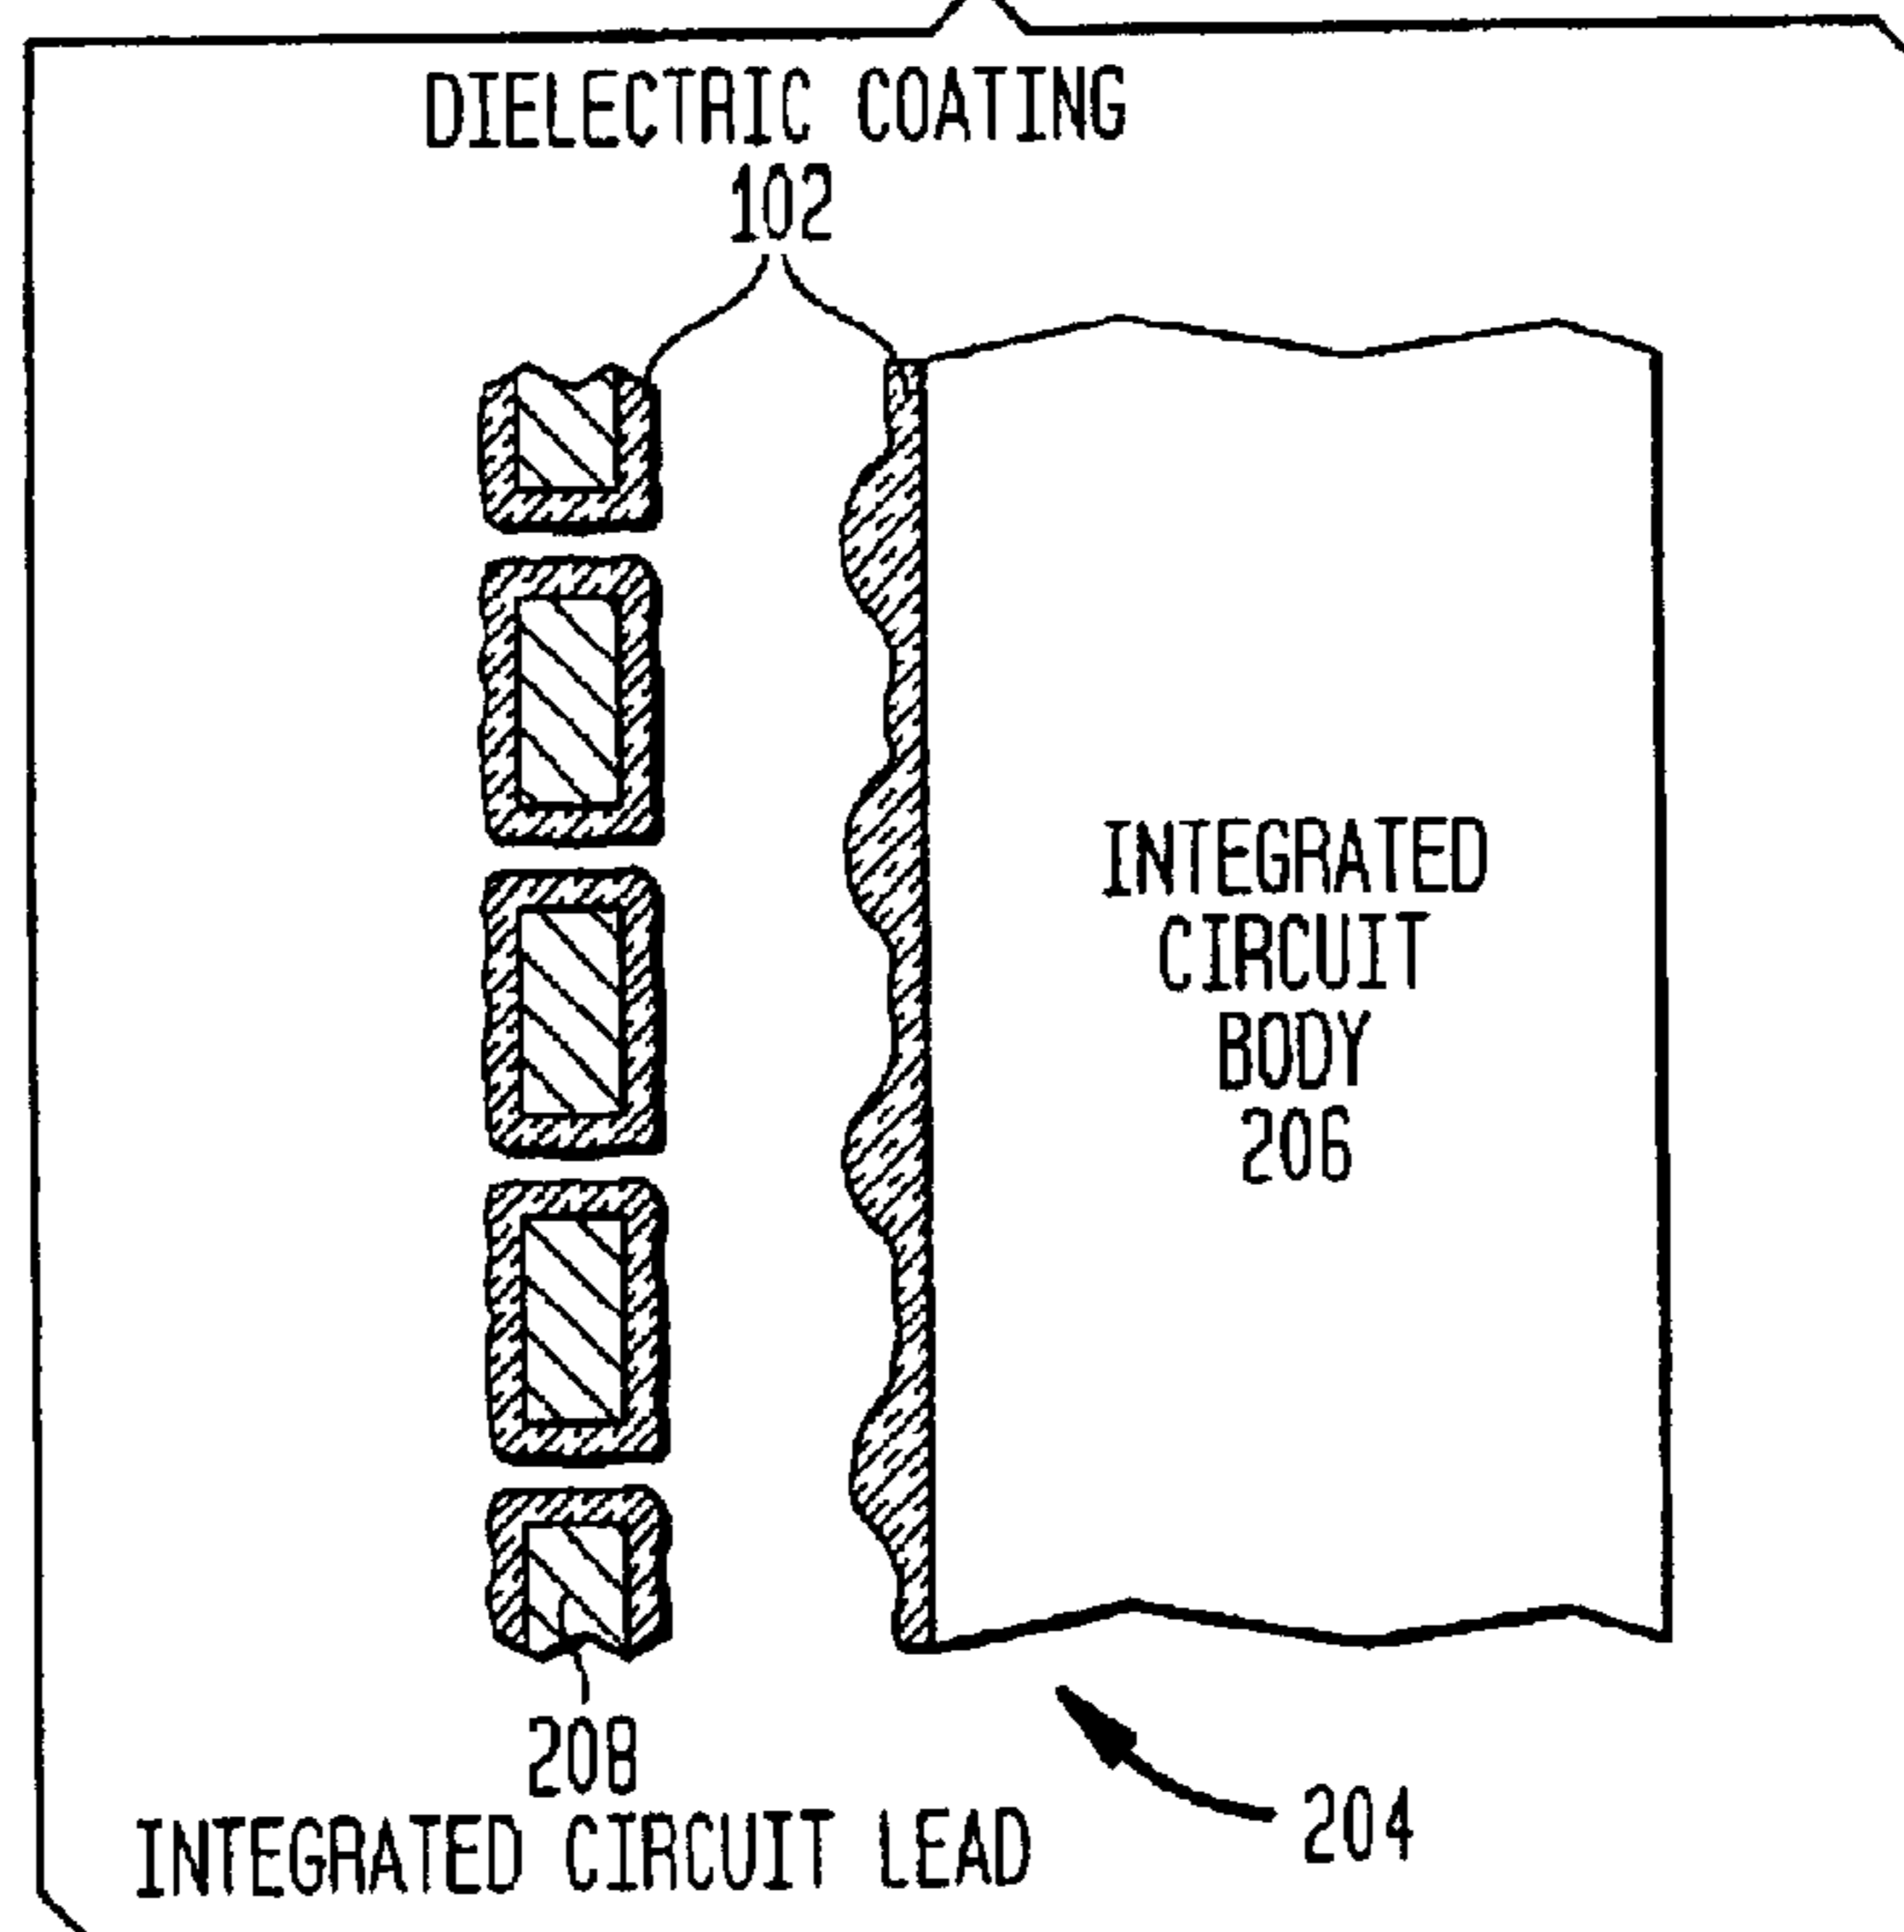 DIELECTRIC COATING
102
INTEGRATED
CIRCUIT
BODY
206
208
INTEGRATED CIRCUIT LEAD
204